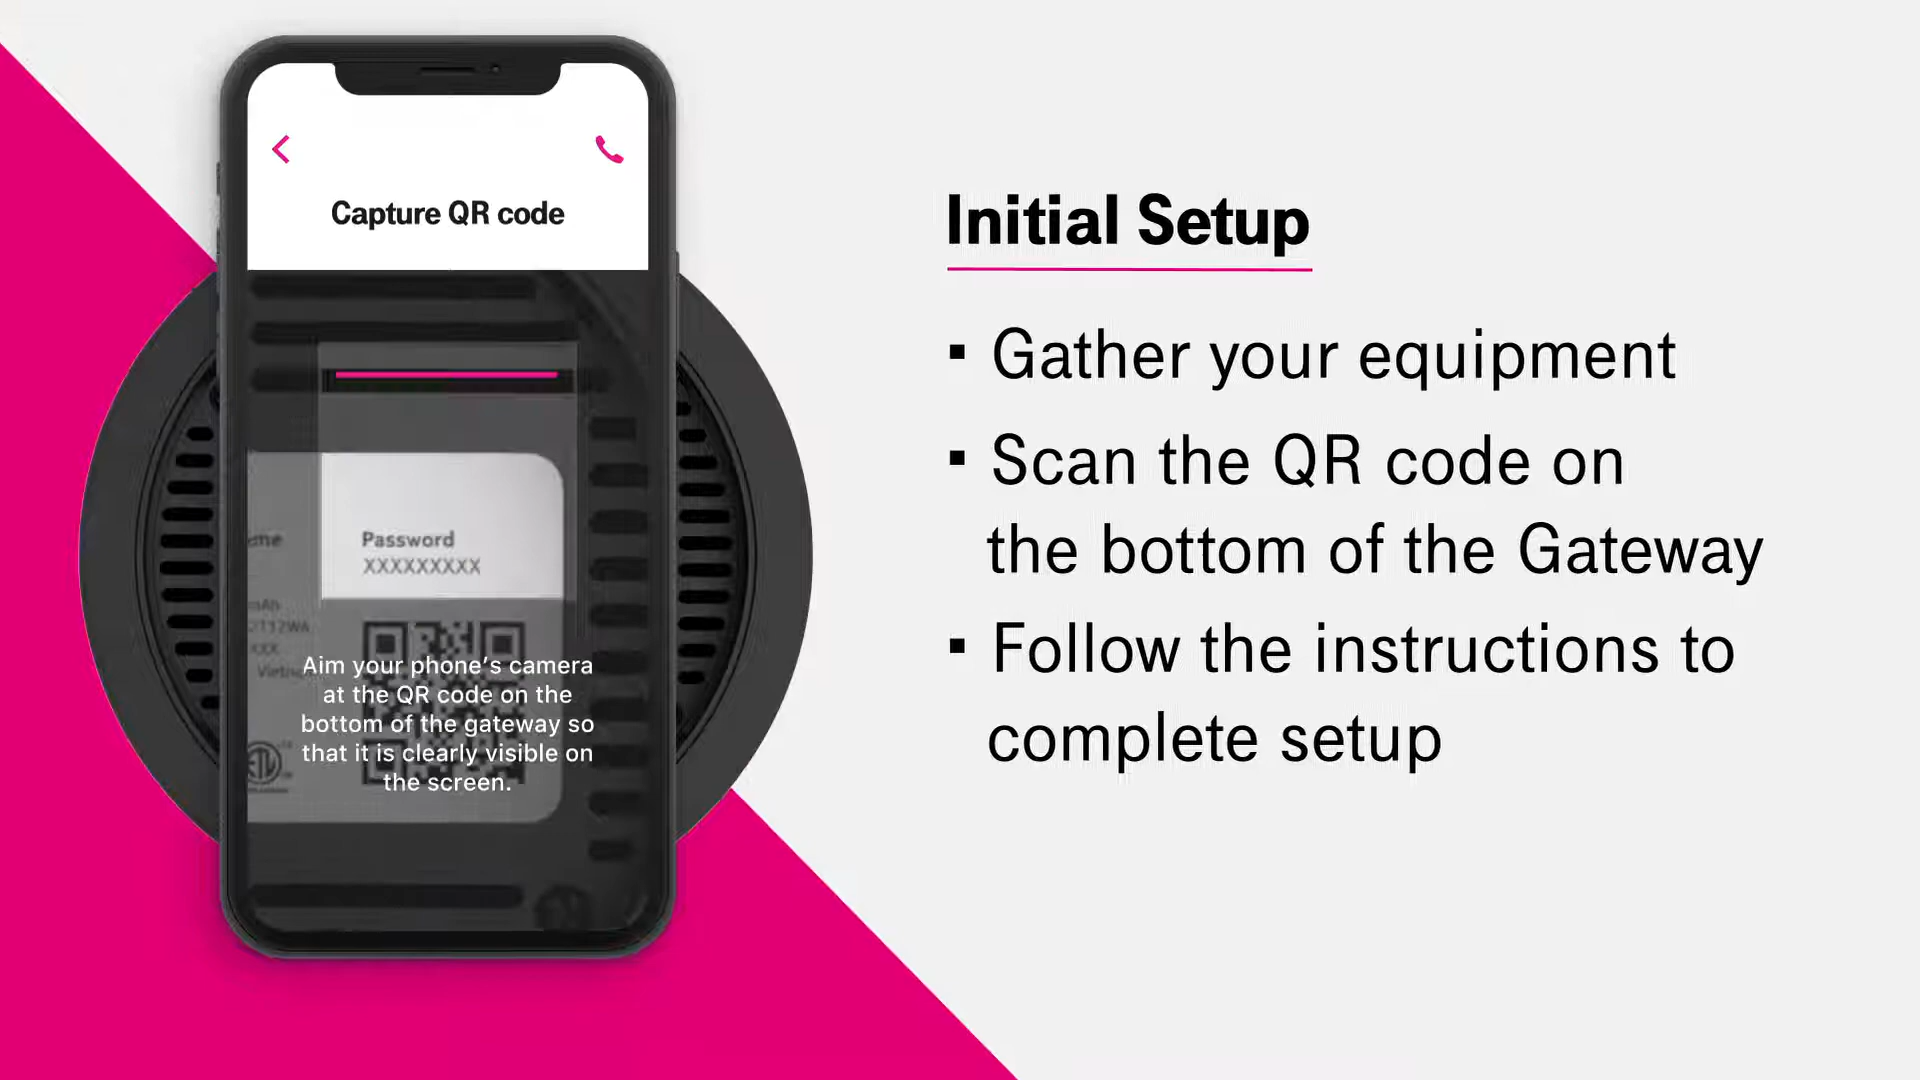 Capture QR code
Password
XXXXXXXXX
Aim your phone's camera
at the QR code on the
bottom of the gateway so
that it is clearly visible on
the screen.
Initial Setup
▪ Gather your equipment
▪ Scan the QR code on
the bottom of the Gateway
▪ Follow the instructions to
complete setup